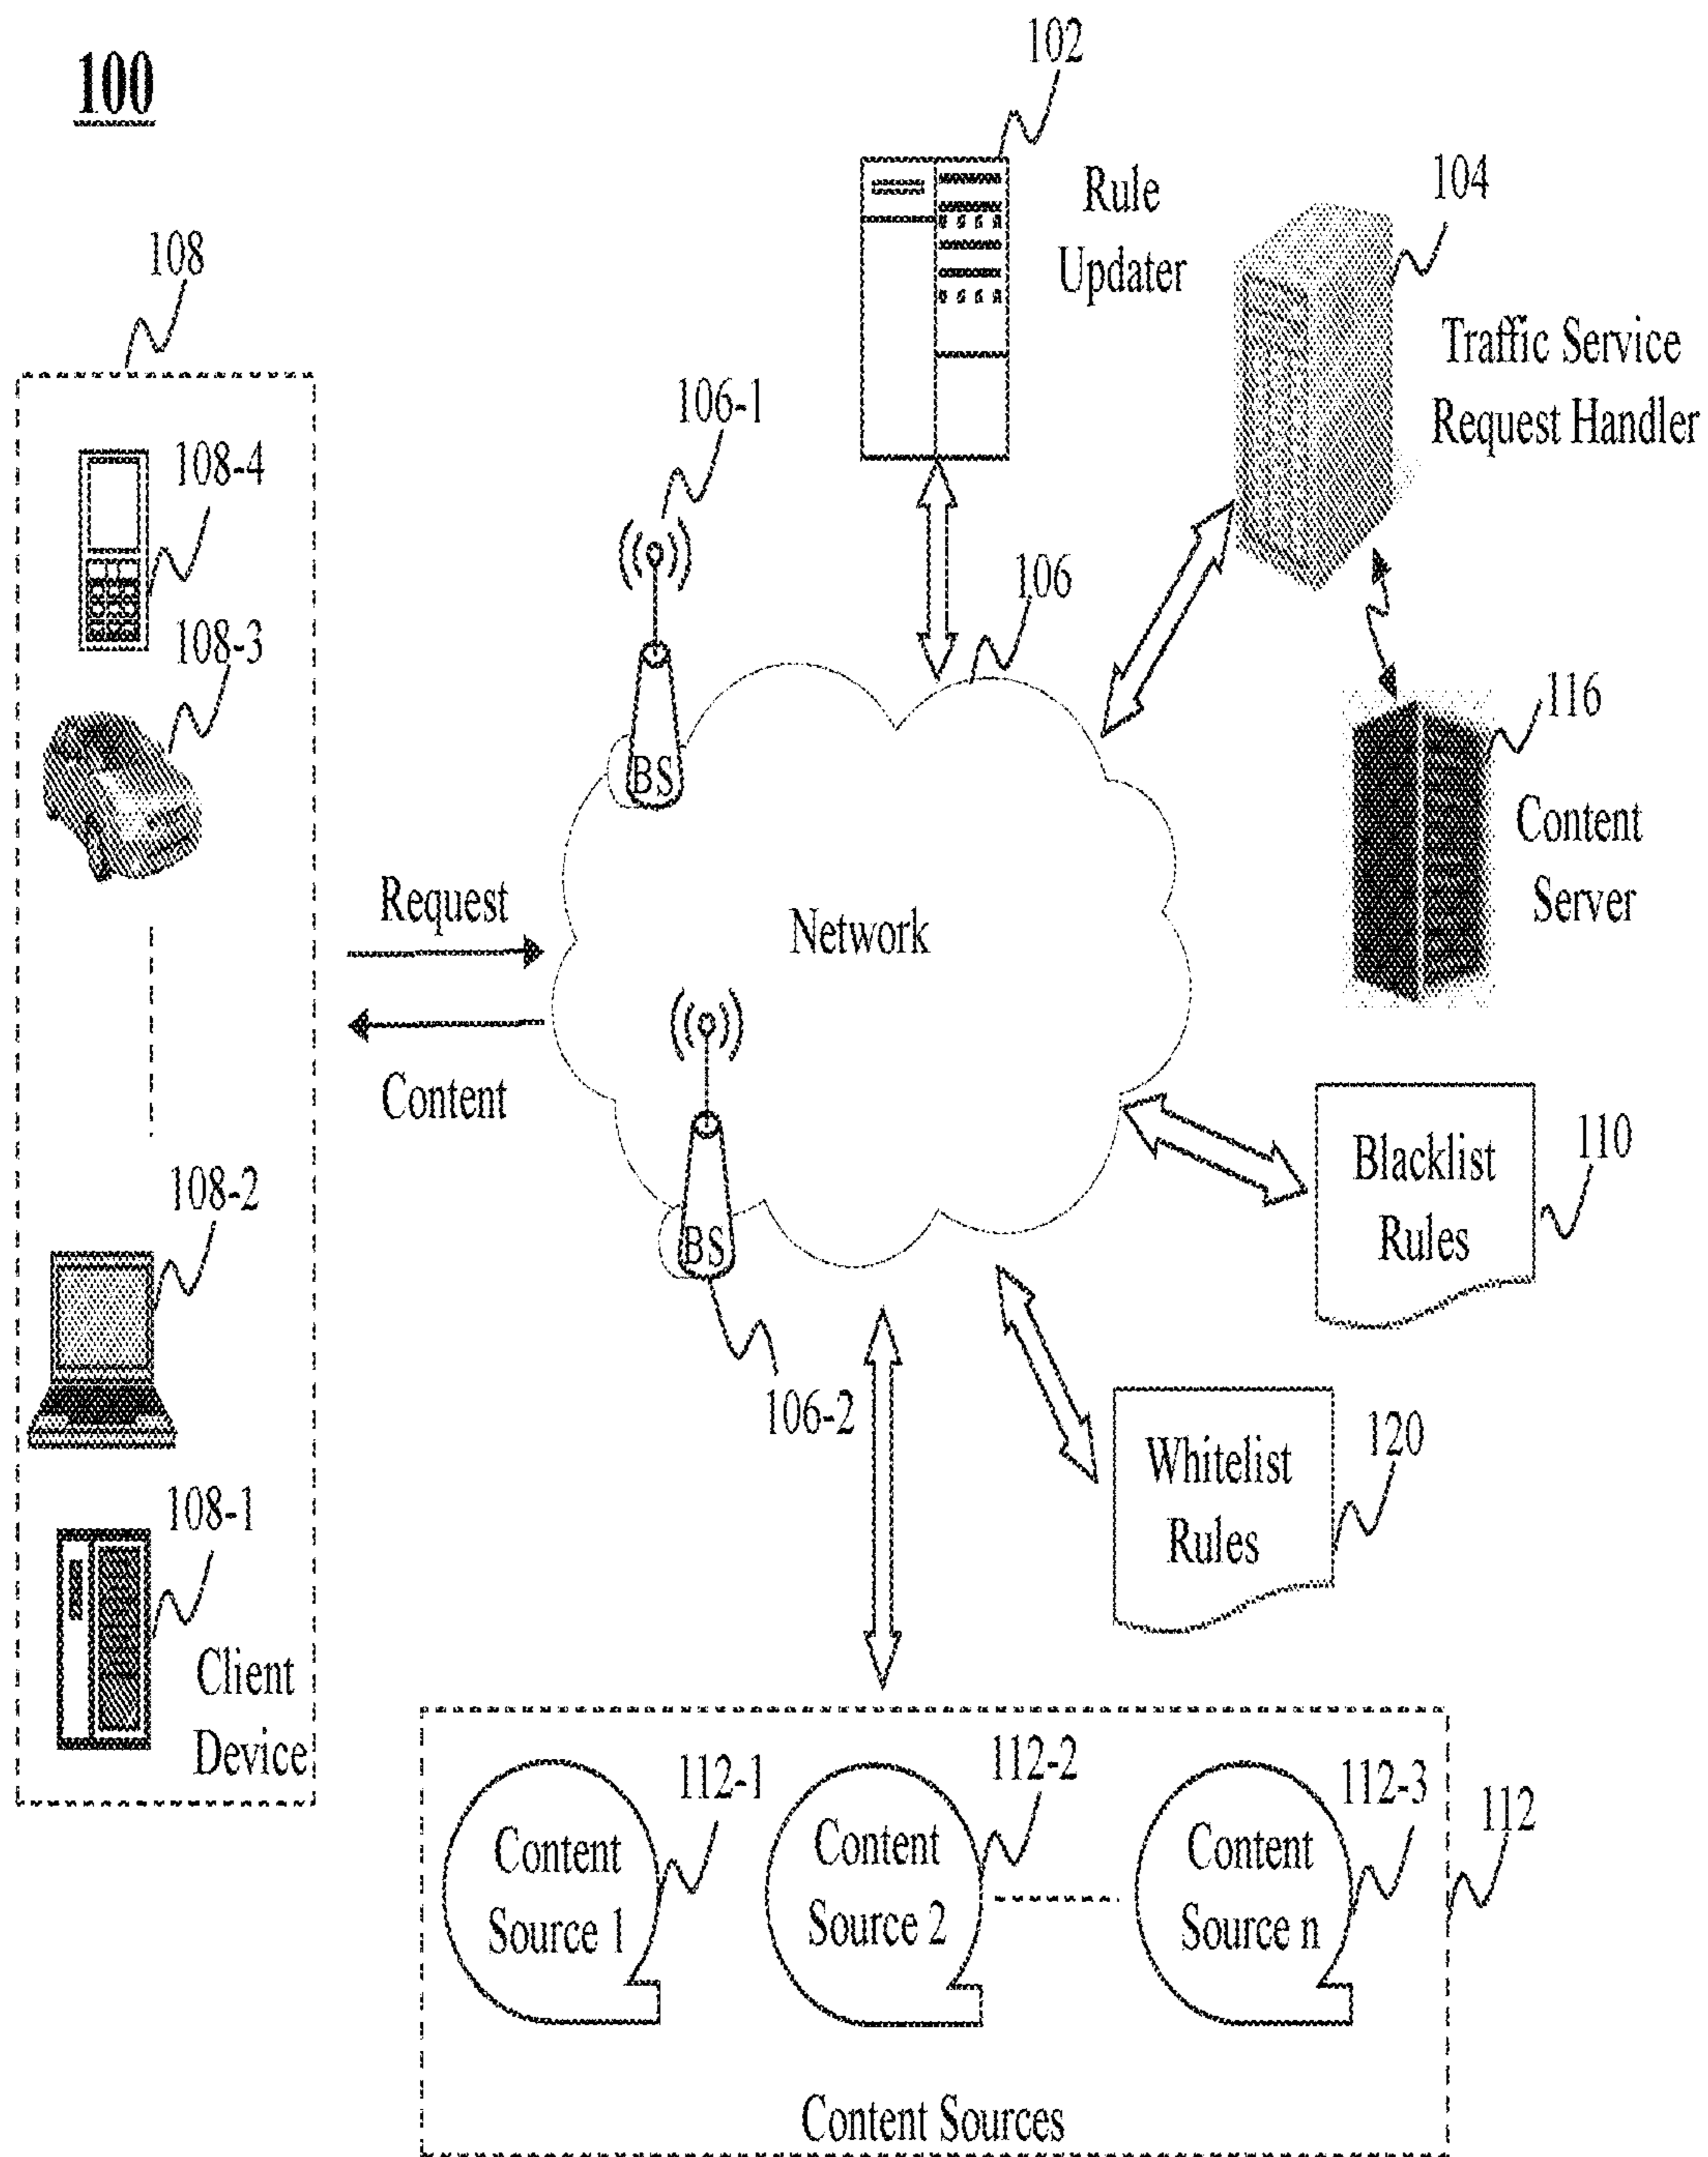 100
102
Rule
Updater
104
Traffic Service
Request Handler
108
108-4
108-3
108-2
108-1
Client
Device
106-1
BS
106
Network
Request
Content
BS
106-2
116
Content
Server
Blacklist
Rules
110
Whitelist
Rules
120
Content
Source 1
112-1
Content
Source 2
112-2
Content
Source n
112-3
112
Content Sources